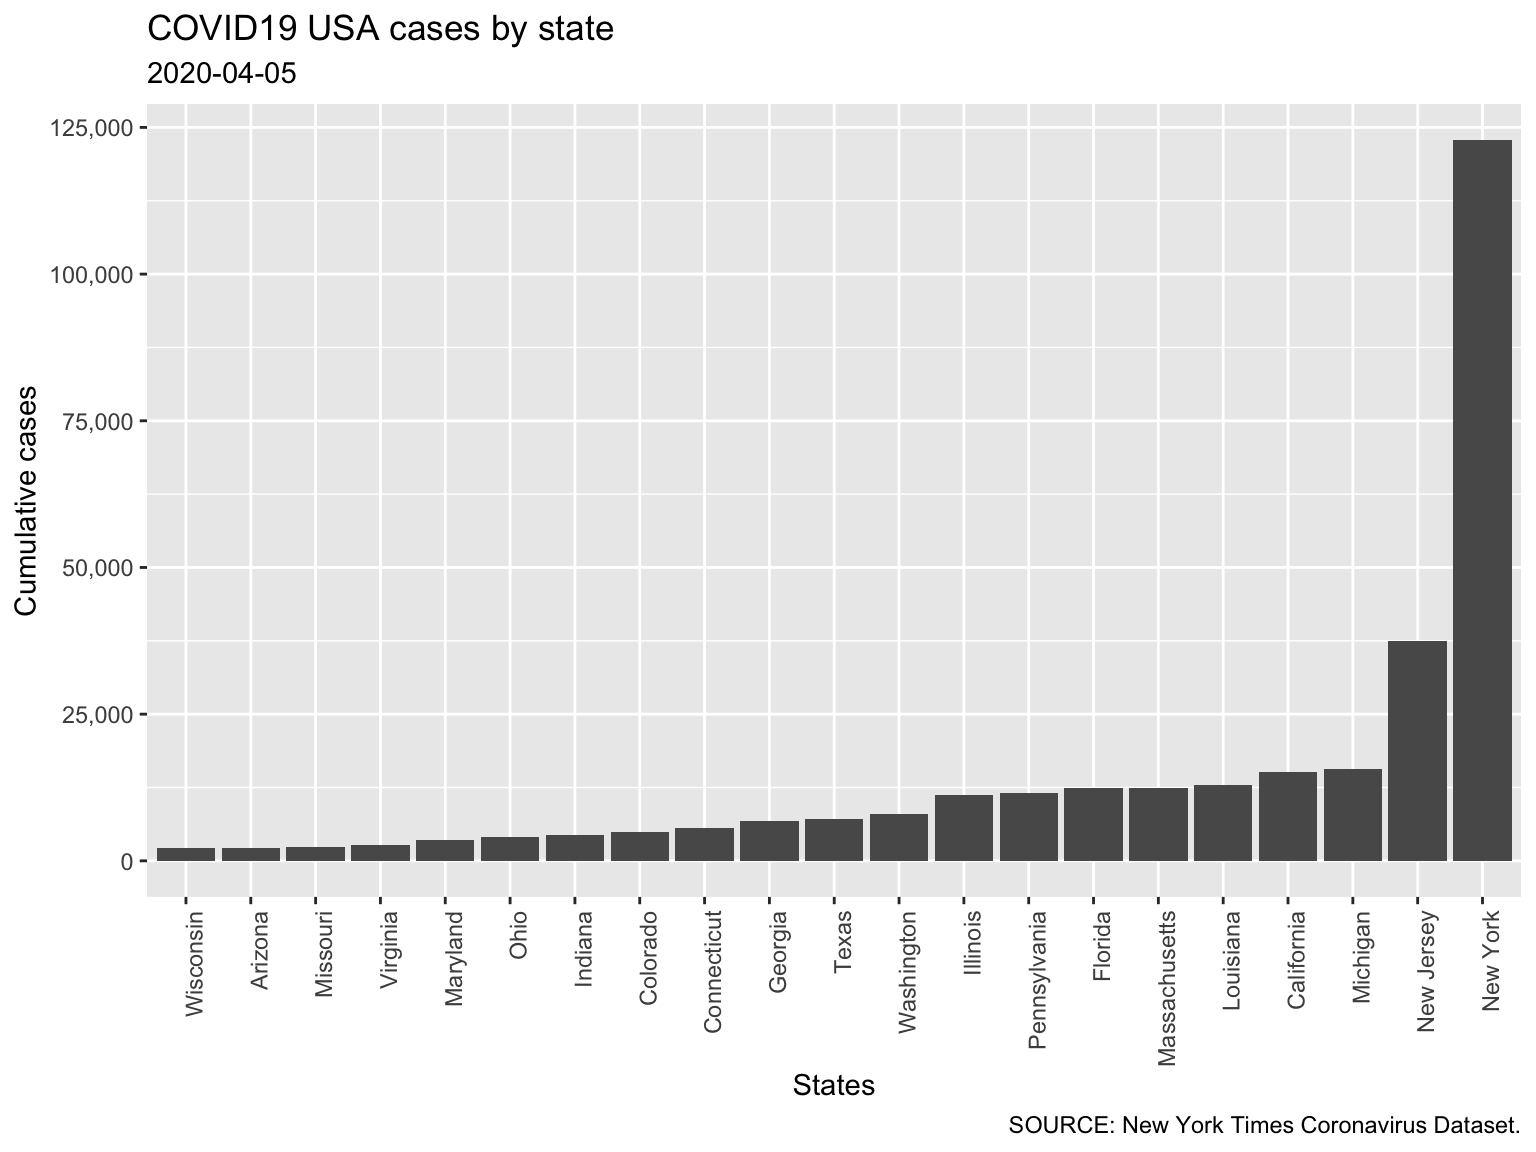 COVID19 USA cases by state
2020-04-05
Cumulative cases
125,000
100,000
75,000
50,000
25,000
0
Wisconsin
Arizona
Missouri
Virginia
Maryland
Ohio
Indiana
Colorado
Connecticut
Georgia
Texas
Washington
Illinois
Pennsylvania
Florida
Massachusetts
Louisiana
California
Michigan
New Jersey
New York
States
SOURCE: New York Times Coronavirus Dataset.